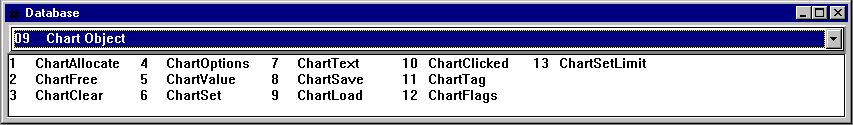 Database
09 Chart Object
1 ChartAllocate 4 ChartOptions 7 ChartText 10 ChartClicked 13 ChartSetLimit
2 ChartFree 5 ChartValue 8 ChartSave 11 ChartTag
3 ChartClear 6 ChartSet 9 ChartLoad 12 ChartFlags